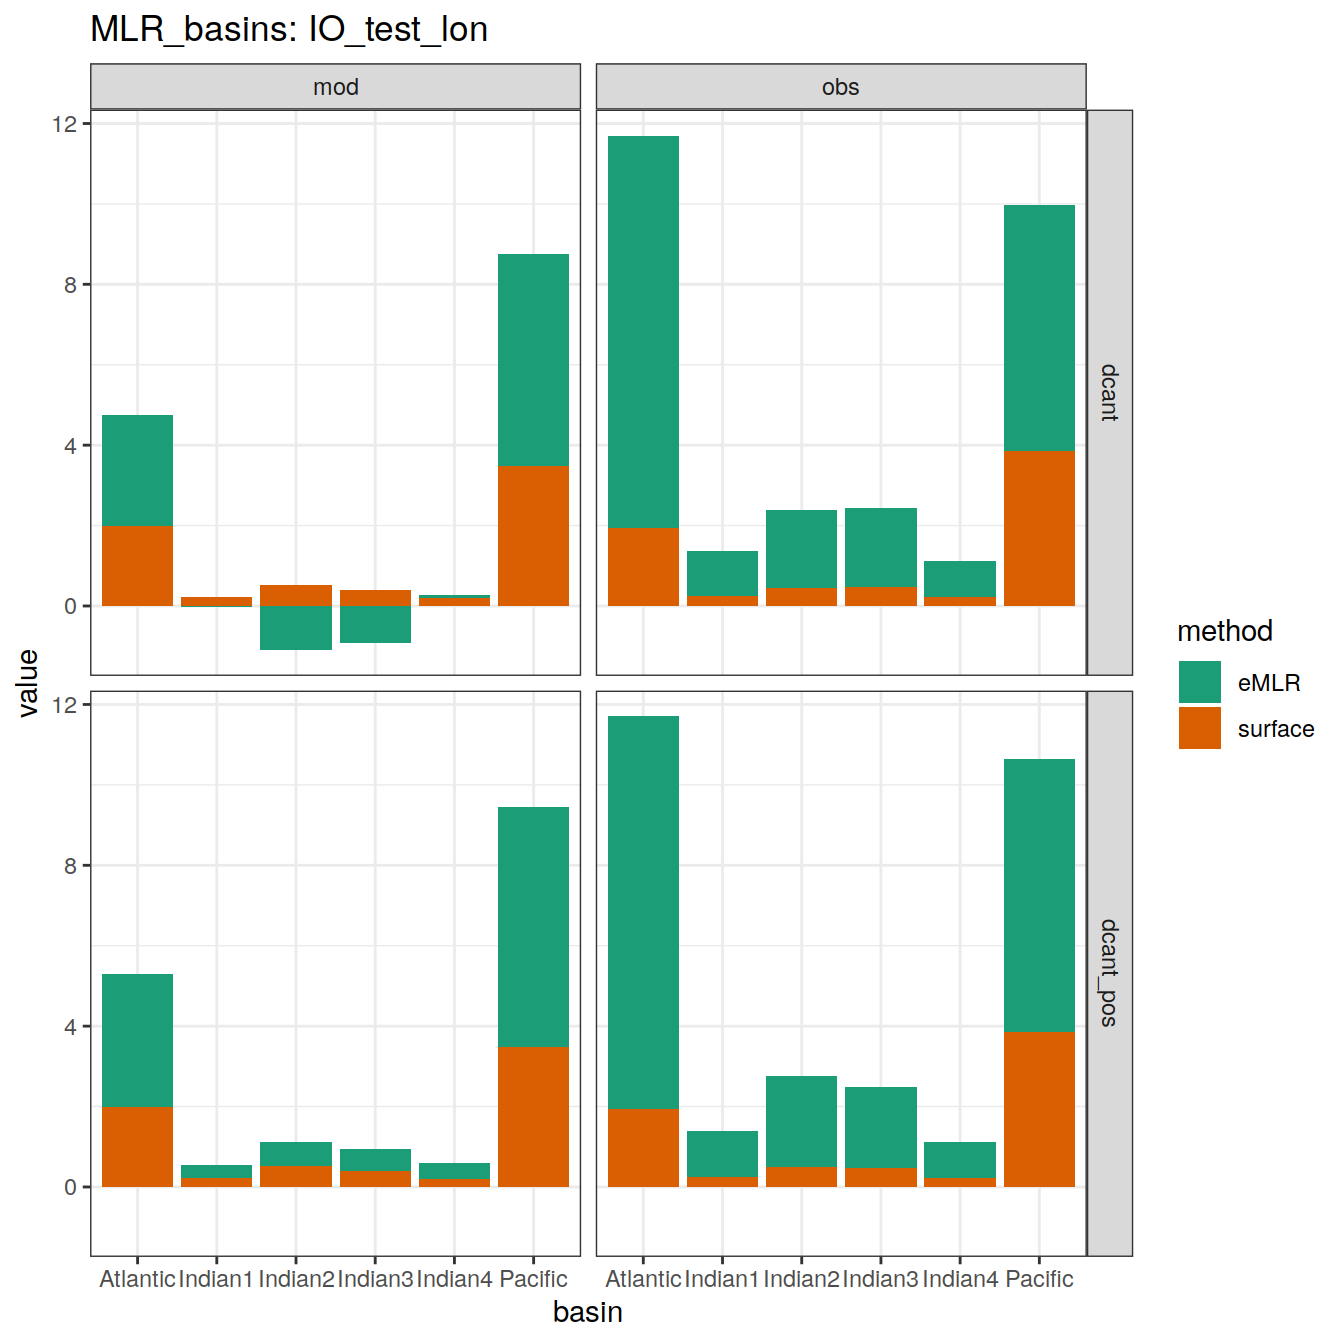 MLR_basins: IO_test_lon
mod
obs
12
8
4
0
dcant
12
8
4
0
dcant_pos
value
Atlantic Indian1 Indian2 Indian3 Indian4 Pacific
Atlantic Indian1 Indian2 Indian3 Indian4 Pacific
basin
method
eMLR
surface